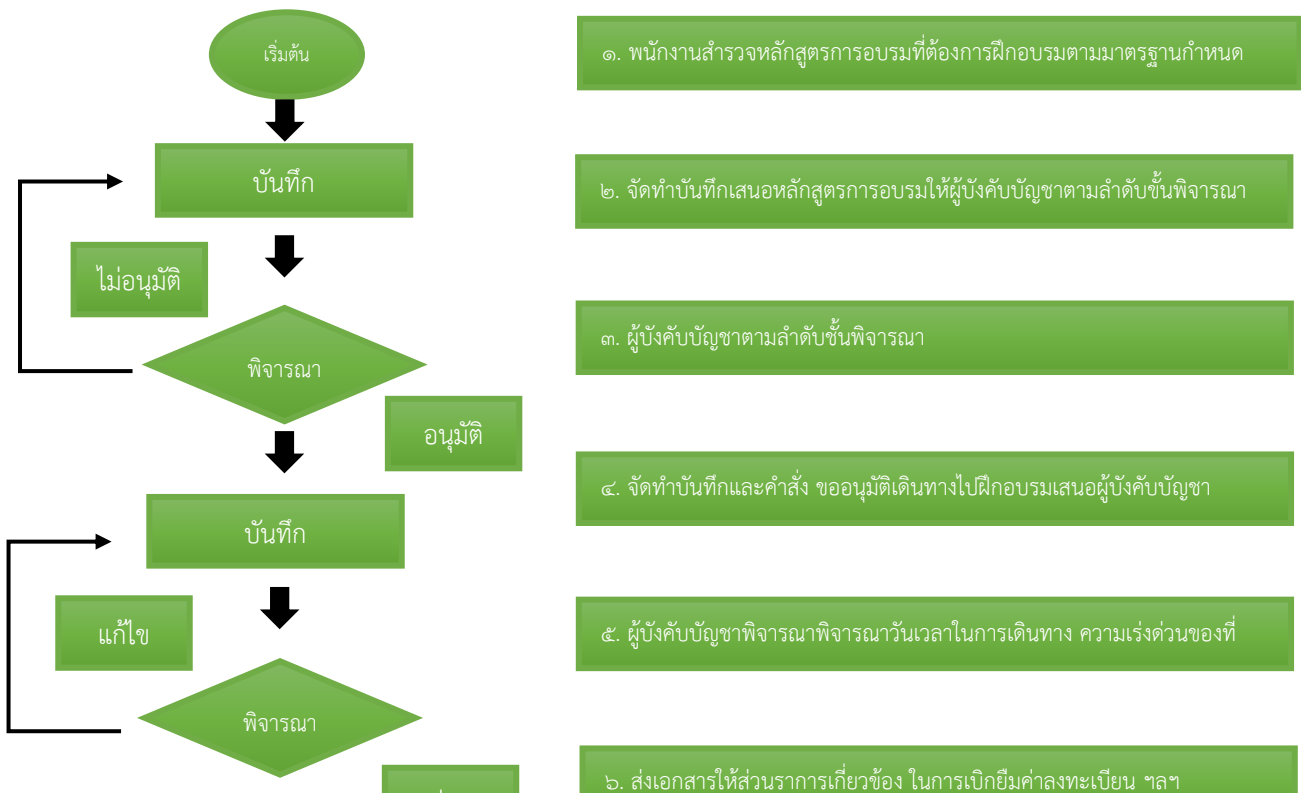 เริ่มต้น
๑. พนักงานสำรวจหลักสูตรการอบรมที่ต้องการฝึกอบรมตามมาตรฐานกำหนด
บันทึก
๒. จัดทำบันทึกเสนอหลักสูตรการอบรมให้ผู้บังคับบัญชาตามลำดับขั้นพิจารณา
ไม่อนุมัติ
พิจารณา
๓. ผู้บังคับบัญชาตามลำดับชั้นพิจารณา
อนุมัติ
๔. จัดทำบันทึกและคำสั่ง ขออนุมัติเดินทางไปฝึกอบรมเสนอผู้บังคับบัญชา
บันทึก
แก้ไข
๕. ผู้บังคับบัญชาพิจารณาพิจารณาวันเวลาในการเดินทาง ความเร่งด่วนของที่
พิจารณา
๖. ส่งเอกสารให้ส่วนราการเกี่ยวข้อง ในการเบิกยืมค่าลงทะเบียน ฯลฯ